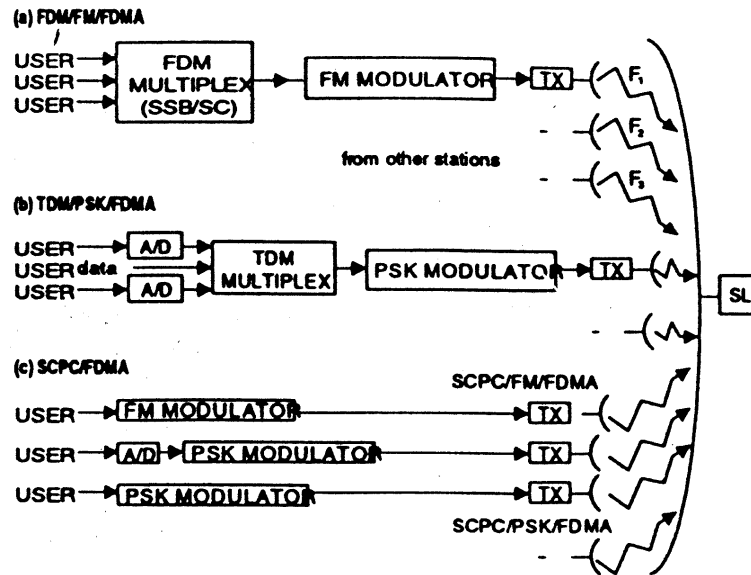 (a) FDM/FM/FDMA
USER
USER
USER
FDM
MULTIPLEX
(SSB/SC)
FM MODULATOR
TX
F1
F2
F3
from other stations
(b) TDM/PSK/FDMA
USER
USER data
USER
A/D
A/D
TDM
MULTIPLEX
PSK MODULATOR
TX
SL
(c) SCPC/FDMA
SCPC/FM/FDMA
USER
FM MODULATOR
TX
USER
A/D
PSK MODULATOR
TX
USER
PSK MODULATOR
TX
SCPC/PSK/FDMA